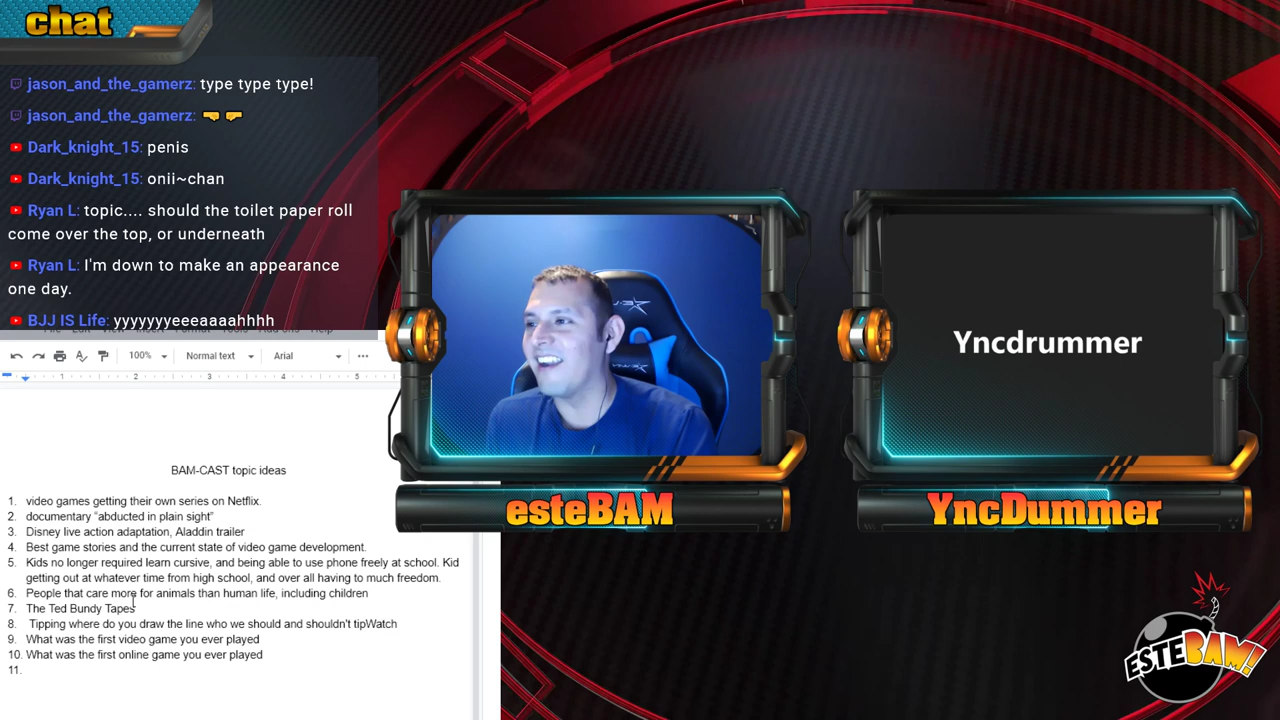 chat
jason_and_the_gamerz: type type type!
jason_and_the_gamerz:
Dark_knight_15: penis
Dark_knight_15: onii~chan
Ryan L: topic.... should the toilet paper roll
come over the top, or underneath
Ryan L: I'm down to make an appearance
one day.
BJJ IS Life: yyyyyyyeeeaaaahhhh
100%
Normal text
Arial
1 2 3 4 5
BAM-CAST topic ideas
1. video games getting their own series on Netflix.
2. documentary “abducted in plain sight”
3. Disney live action adaptation, Aladdin trailer
4. Best game stories and the current state of video game development.
5. Kids no longer required learn cursive, and being able to use phone freely at school. Kid
getting out at whatever time from high school, and over all having to much freedom.
6. People that care more for animals than human life, including children
7. The Ted Bundy Tapes
8. Tipping where do you draw the line who we should and shouldn't tipWatch
9. What was the first video game you ever played
10. What was the first online game you ever played
11.
Yncdrummer
esteBAM
YncDummer
ESTEBAM!